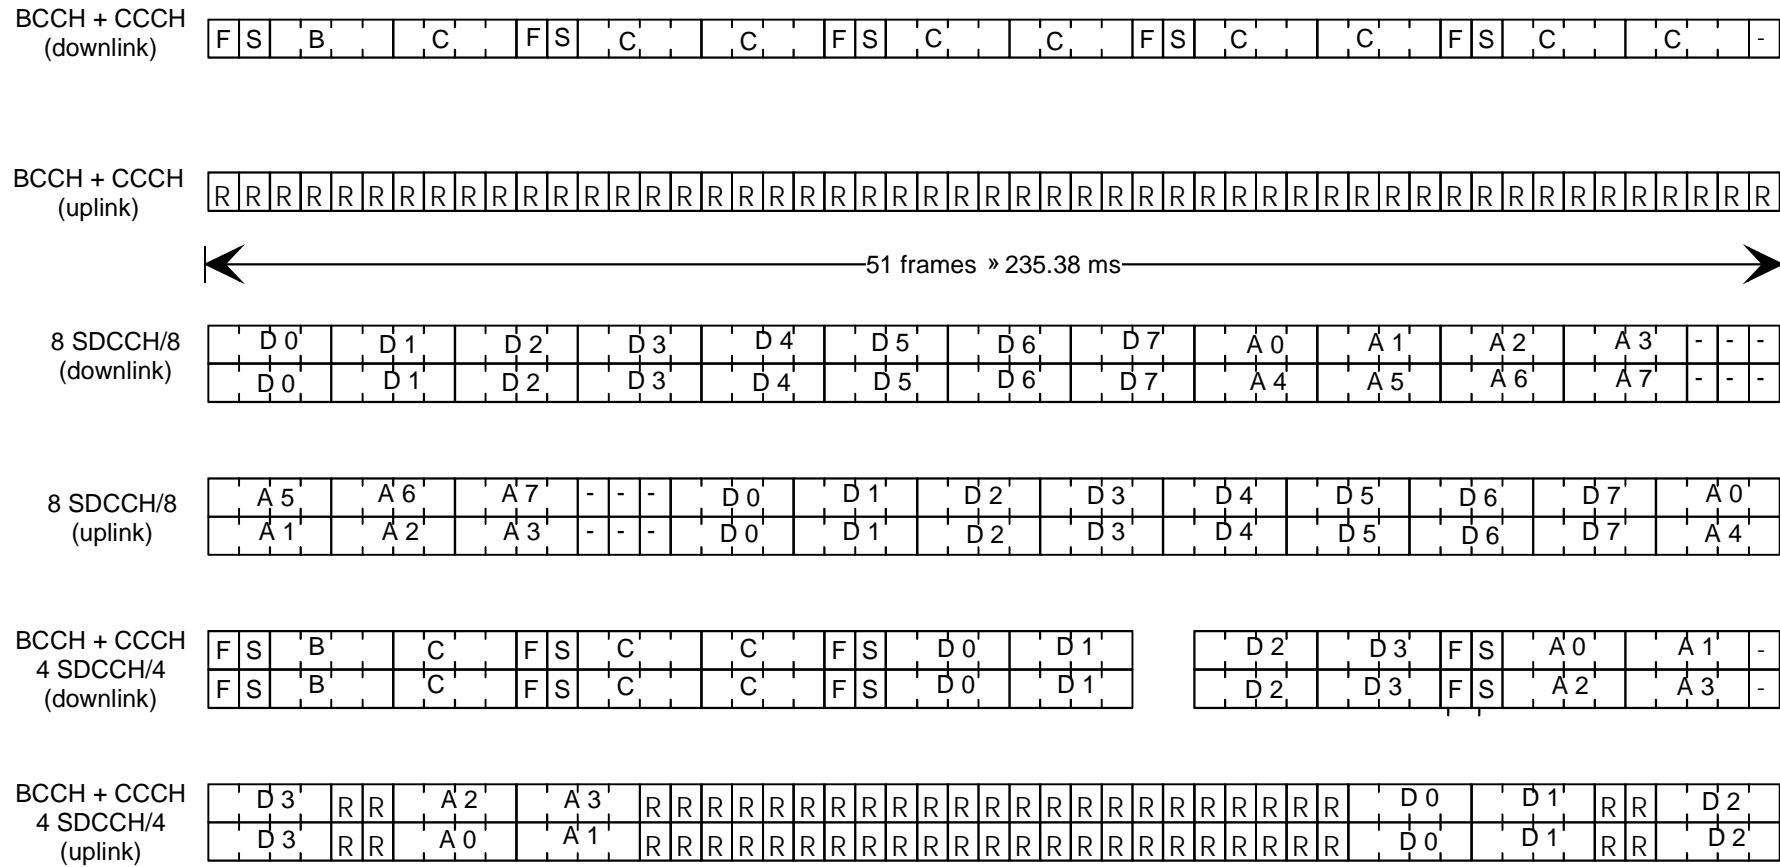 BCCH + CCCH
(downlink)
F S B C F S C C F S C C F S C C F S C C -
BCCH + CCCH
(uplink)
R R R R R R R R R R R R R R R R R R R R R R R R R R R R R R R R R R R R R R R R R R R R R R R R R R R
51 frames » 235.38 ms
8 SDCCH/8
(downlink)
D 0 D 1 D 2 D 3 D 4 D 5 D 6 D 7 A 0 A 1 A 2 A 3 - - -
D 0 D 1 D 2 D 3 D 4 D 5 D 6 D 7 A 4 A 5 A 6 A 7 - - -
8 SDCCH/8
(uplink)
A 5 A 6 A 7 - - - D 0 D 1 D 2 D 3 D 4 D 5 D 6 D 7 A 0
A 1 A 2 A 3 - - - D 0 D 1 D 2 D 3 D 4 D 5 D 6 D 7 A 4
BCCH + CCCH
4 SDCCH/4
(downlink)
F S B C F S C C F S D 0 D 1 D 2 D 3 F S A 0 A 1 -
F S B C F S C C F S D 0 D 1 D 2 D 3 F S A 2 A 3 -
BCCH + CCCH
4 SDCCH/4
(uplink)
D 3 R R A 2 A 3 R R R R R R R R R R R R R R R R R R R R R R R D 0 D 1 R R D 2
D 3 R R A 0 A 1 R R R R R R R R R R R R R R R R R R R R R R R D 0 D 1 R R D 2